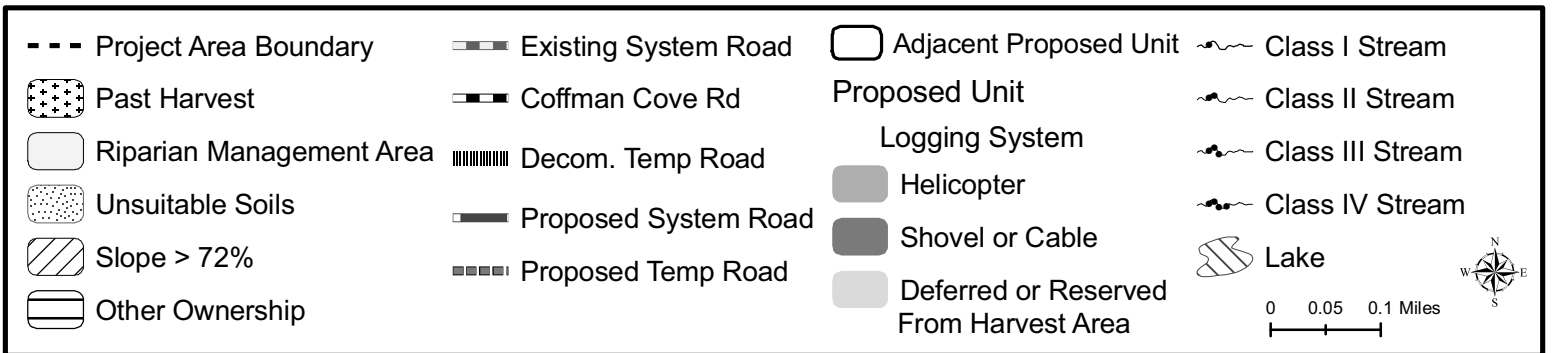 Project Area Boundary
Past Harvest
Riparian Management Area
Unsuitable Soils
Slope > 72%
Other Ownership
Existing System Road
Coffman Cove Rd
Decom. Temp Road
Proposed System Road
Proposed Temp Road
Adjacent Proposed Unit
Proposed Unit
Logging System
Helicopter
Shovel or Cable
Deferred or Reserved
From Harvest Area
Class I Stream
Class II Stream
Class III Stream
Class IV Stream
Lake
N
W E
S
0 0.05 0.1 Miles